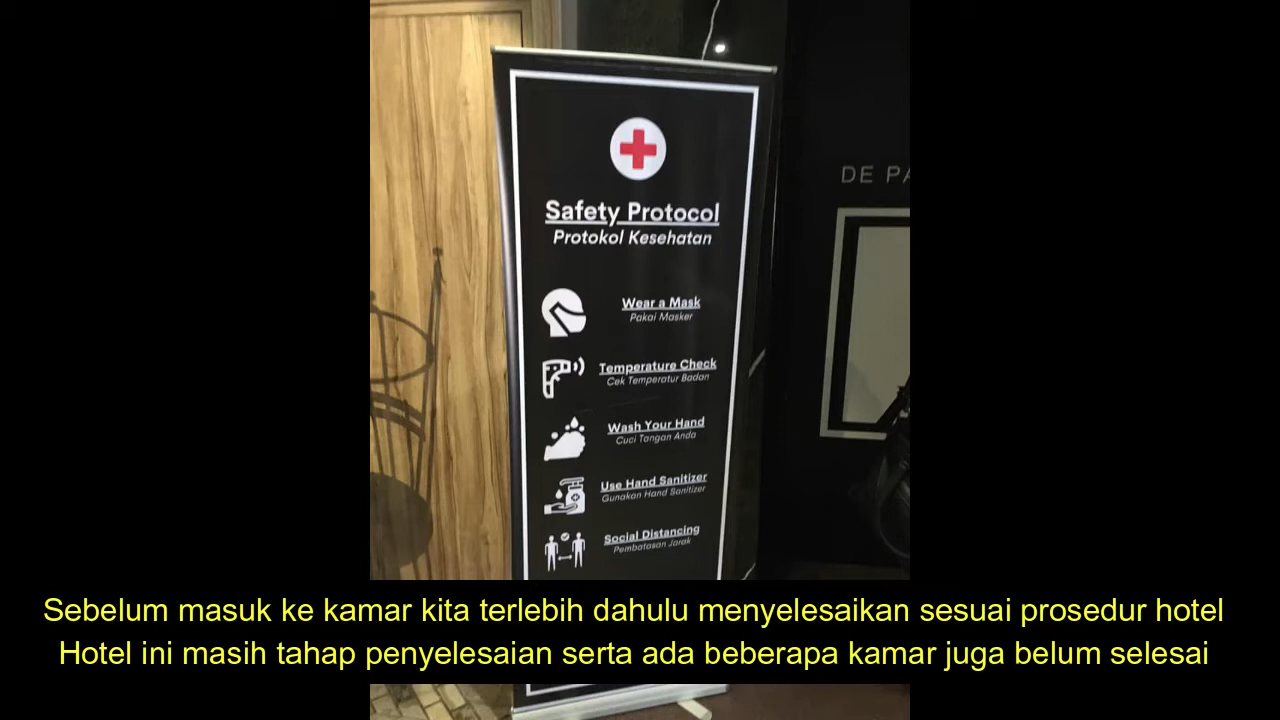 DE PA
Safety Protocol
Protokol Kesehatan
Wear a Mask
Pakai Masker
Temperature Check
Cek Temperatur Badan
Wash Your Hand
Cuci Tangan Anda
Use Hand Sanitizer
Gunakan Hand Sanitizer
Social Distancing
Pembatasan Jarak
Sebelum masuk ke kamar kita terlebih dahulu menyelesaikan sesuai prosedur hotel
Hotel ini masih tahap penyelesaian serta ada beberapa kamar juga belum selesai